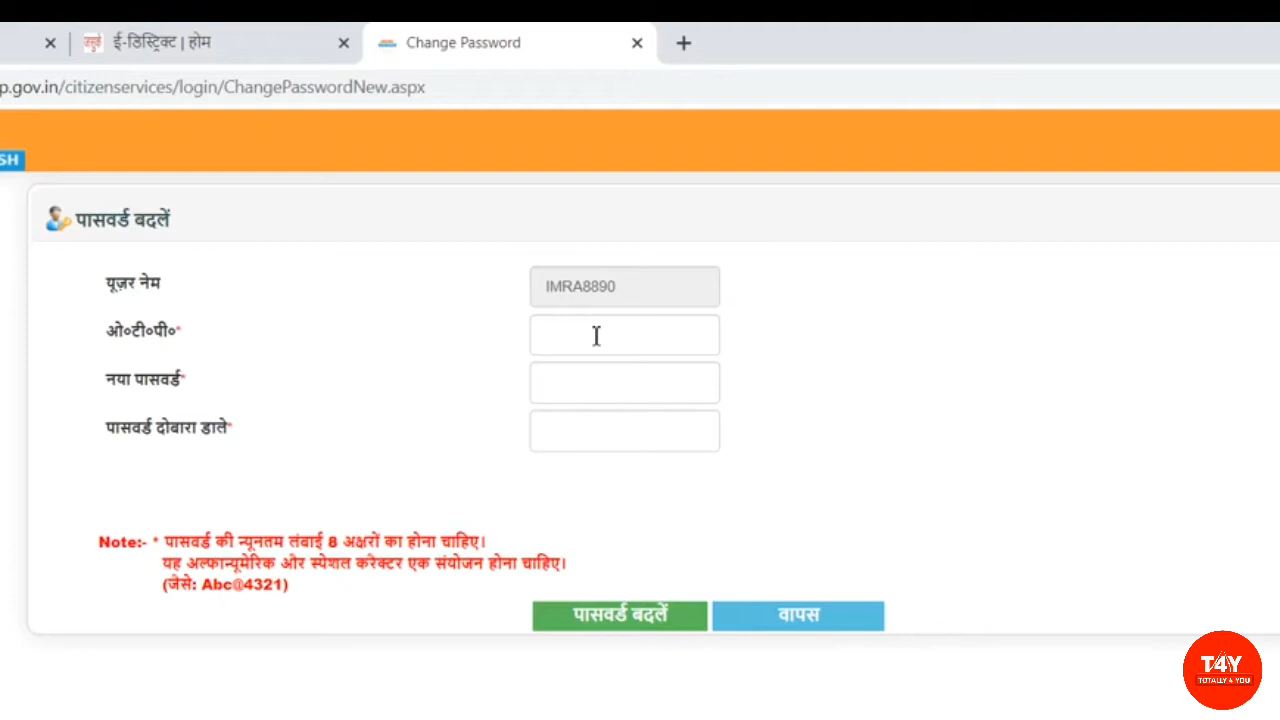 ई-डिस्ट्रिक्ट | होम
Change Password
p.gov.in/citizenservices/login/ChangePasswordNew.aspx
SH
पासवर्ड बदलें
यूज़र नेम
IMRA8890
ओ०टी०पी०*
नया पासवर्ड*
पासवर्ड दोबारा डाले*
Note:- * पासवर्ड की न्यूनतम लंबाई 8 अक्षरों का होना चाहिए।
यह अल्फान्यूमेरिक और स्पेशल करैक्टर एक संयोजन होना चाहिए।
(जेसे: Abc@4321)
पासवर्ड बदलें
वापस
T4Y
TOTALLY 4 YOU